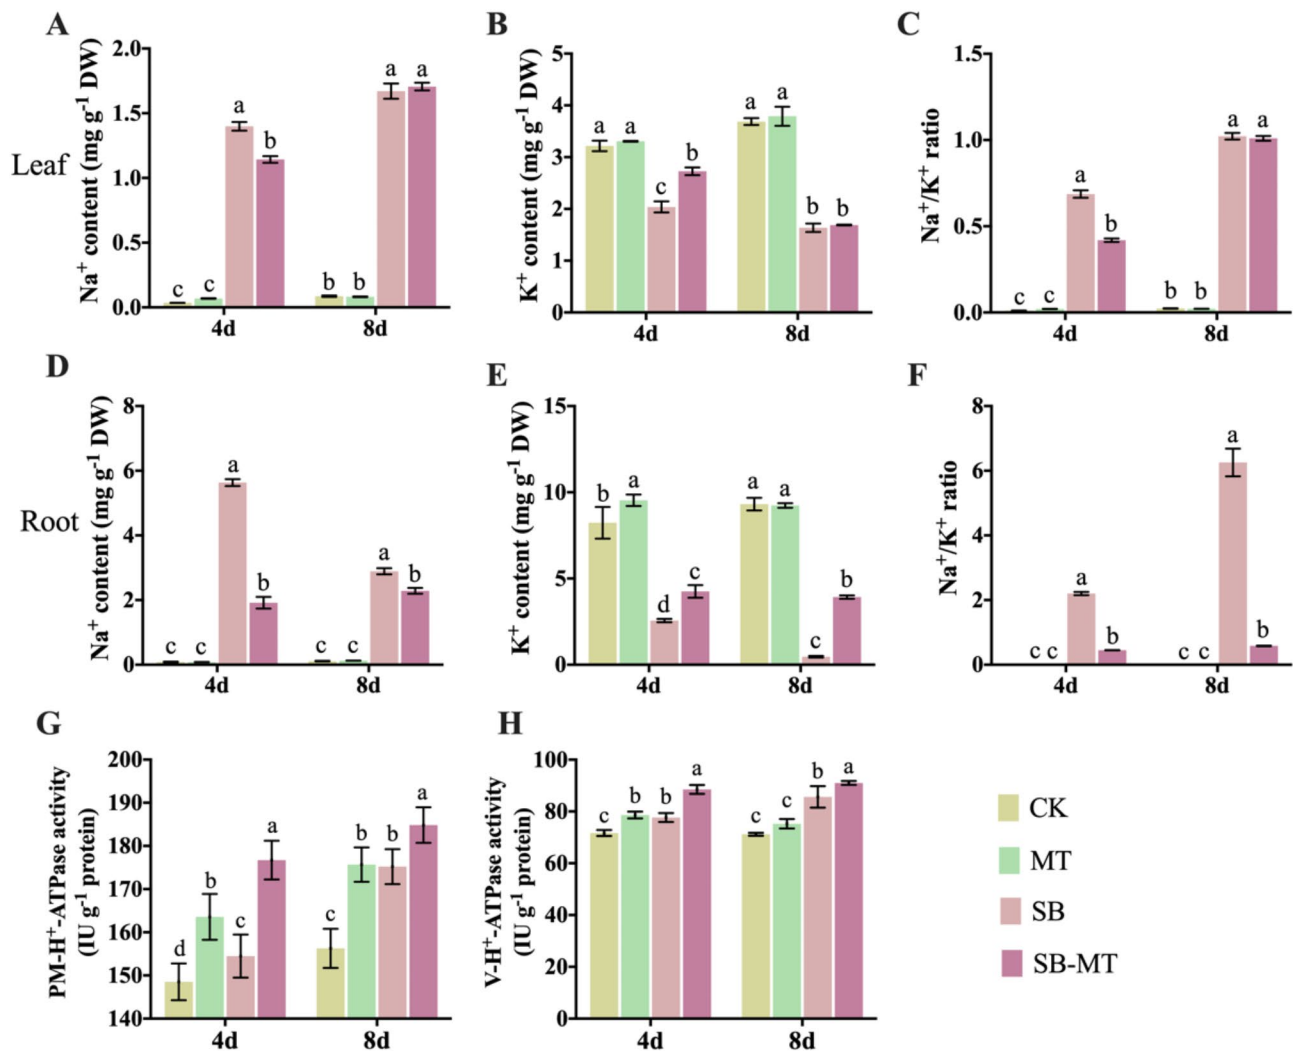 A
Na⁺ content (mg g⁻¹ DW)
2.0
1.5
1.0
0.5
0.0
c c a b
b b a a
4d 8d
Leaf
B
K⁺ content (mg g⁻¹ DW)
5
4
3
2
1
0
a a c b
a a b b
4d 8d
C
Na⁺/K⁺ ratio
1.5
1.0
0.5
0.0
c c a b
b b a a
4d 8d
D
Na⁺ content (mg g⁻¹ DW)
8
6
4
2
0
c c a b
c c a b
4d 8d
Root
E
K⁺ content (mg g⁻¹ DW)
15
10
5
0
b a d c
a a c b
4d 8d
F
Na⁺/K⁺ ratio
8
6
4
2
0
c c a b
c c a b
4d 8d
G
PM-H⁺-ATPase activity
(IU g⁻¹ protein)
200
190
180
170
160
150
140
d b c a
c b b a
4d 8d
H
V-H⁺-ATPase activity
(IU g⁻¹ protein)
100
80
60
40
20
0
c b b a
c c b a
4d 8d
CK
MT
SB
SB-MT